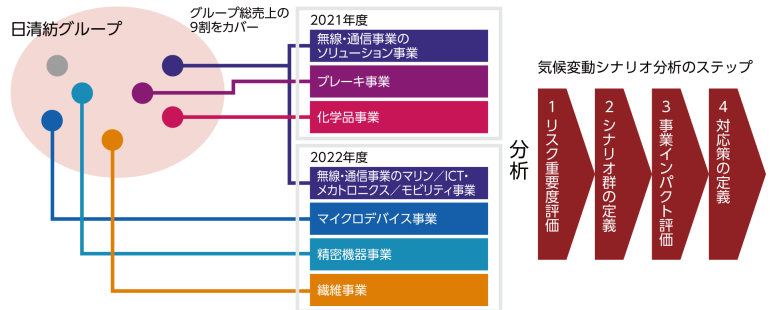 日清紡グループ
グループ総売上の
9割をカバー
2021年度
無線・通信事業の
ソリューション事業
ブレーキ事業
化学品事業
2022年度
無線・通信事業のマリン／ICT・
メカトロニクス／モビリティ事業
マイクロデバイス事業
精密機器事業
繊維事業
分析
気候変動シナリオ分析のステップ
1 リスク重要度評価
2 シナリオ群の定義
3 事業インパクト評価
4 対応策の定義